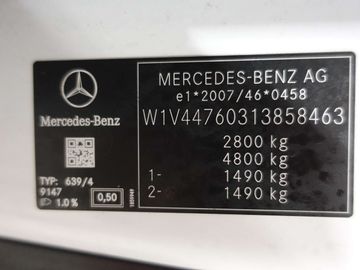 MERCEDES-BENZ AG
e1*2007/46*0458
W1V44760313858463
2800 kg
4800 kg
1- 1490 kg
2- 1490 kg
Mercedes-Benz
TYP: 639/4
9147
1.0 % 0,50